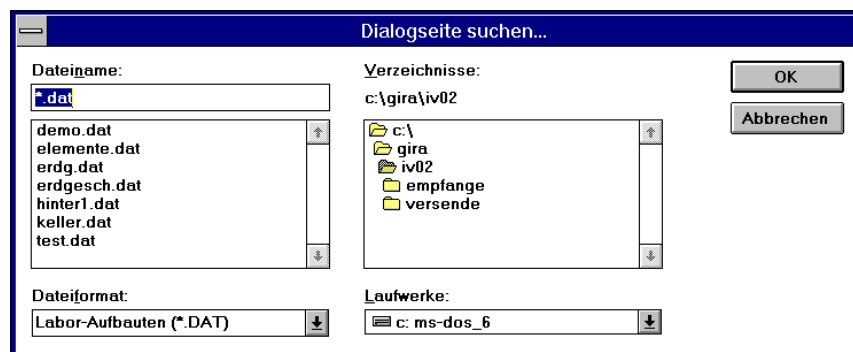 Dialogseite suchen...
Dateiname:
*.dat
demo.dat
elemente.dat
erdg.dat
erdgesch.dat
hinter1.dat
keller.dat
test.dat
Dateiformat:
Labor-Aufbauten (*.DAT)
Verzeichnisse:
c:\gira\iv02
c:\
gira
iv02
empfange
versende
Laufwerke:
c: ms-dos_6
OK
Abbrechen